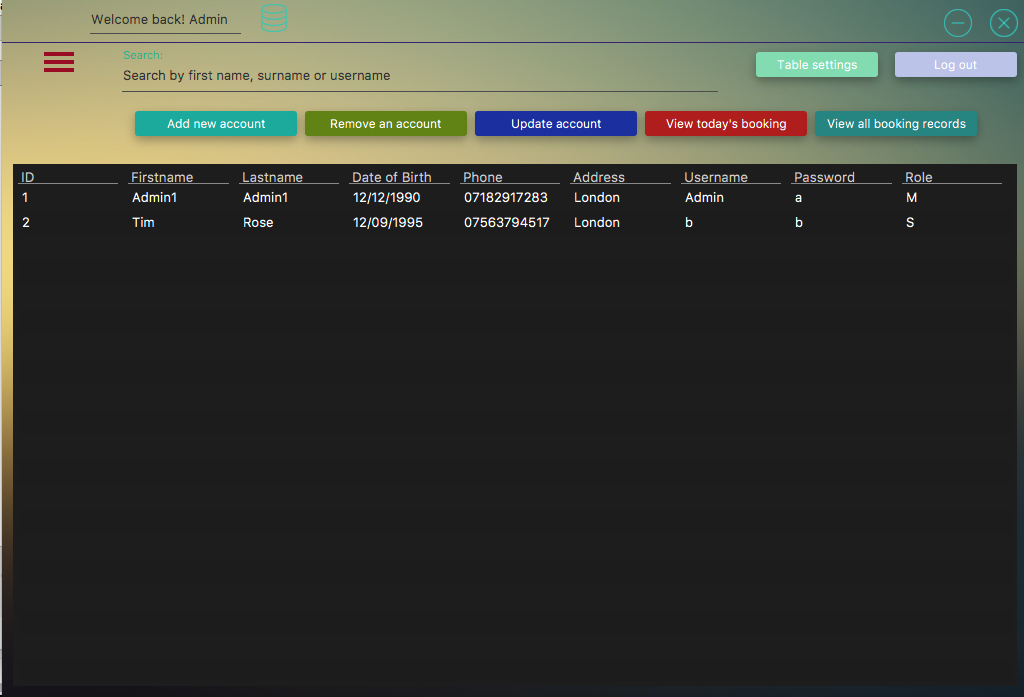 Welcome back! Admin
Search:
Search by first name, surname or username
Table settings
Log out
Add new account
Remove an account
Update account
View today's booking
View all booking records
ID Firstname Lastname Date of Birth Phone Address Username Password Role
1 Admin1 Admin1 12/12/1990 07182917283 London Admin a M
2 Tim Rose 12/09/1995 07563794517 London b b S